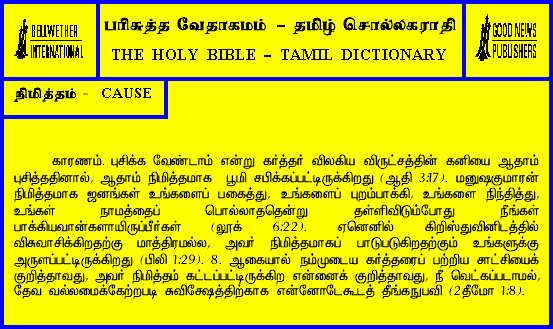 BELLWETHER
INTERNATIONAL
பரிசுத்த வேதாகமம் – தமிழ் சொல்லகராதி
THE HOLY BIBLE – TAMIL DICTIONARY
GOOD NEWS
PUBLISHERS
நிமித்தம் - CAUSE
காரணம். புசிக்க வேண்டாம் என்று கர்த்தர் விலகிய விருட்சத்தின் கனியை ஆதாம்
புசித்ததினால், ஆதாம் நிமித்தமாக பூமி சபிக்கப்பட்டிருக்கிறது (ஆதி 3:17). மனுஷகுமாரன்
நிமித்தமாக ஜனங்கள் உங்களைப் பகைத்து, உங்களைப் புறம்பாக்கி, உங்களை நிந்தித்து,
உங்கள் நாமத்தைப் பொல்லாததென்று தள்ளிவிடும்போது நீங்கள்
பாக்கியவான்களாயிருப்பீர்கள் (லூக் 6:22). ஏனெனில் கிறிஸ்துவினிடத்தில்
விசுவாசிக்கிறதற்கு மாத்திரமல்ல, அவர் நிமித்தமாகப் பாடுபடுகிறதற்கும் உங்களுக்கு
அருளப்பட்டிருக்கிறது (பிலி 1:29). 8. ஆகையால் நம்முடைய கர்த்தரைப் பற்றிய சாட்சியைக்
குறித்தாவது, அவர் நிமித்தம் கட்டப்பட்டிருக்கிற என்னைக் குறித்தாவது, நீ வெட்கப்படாமல்,
தேவ வல்லமைக்கேற்றபடி சுவிசேஷத்திற்காக என்னோடேகூடத் தீங்கநுபவி (2தீமோ 1:8).